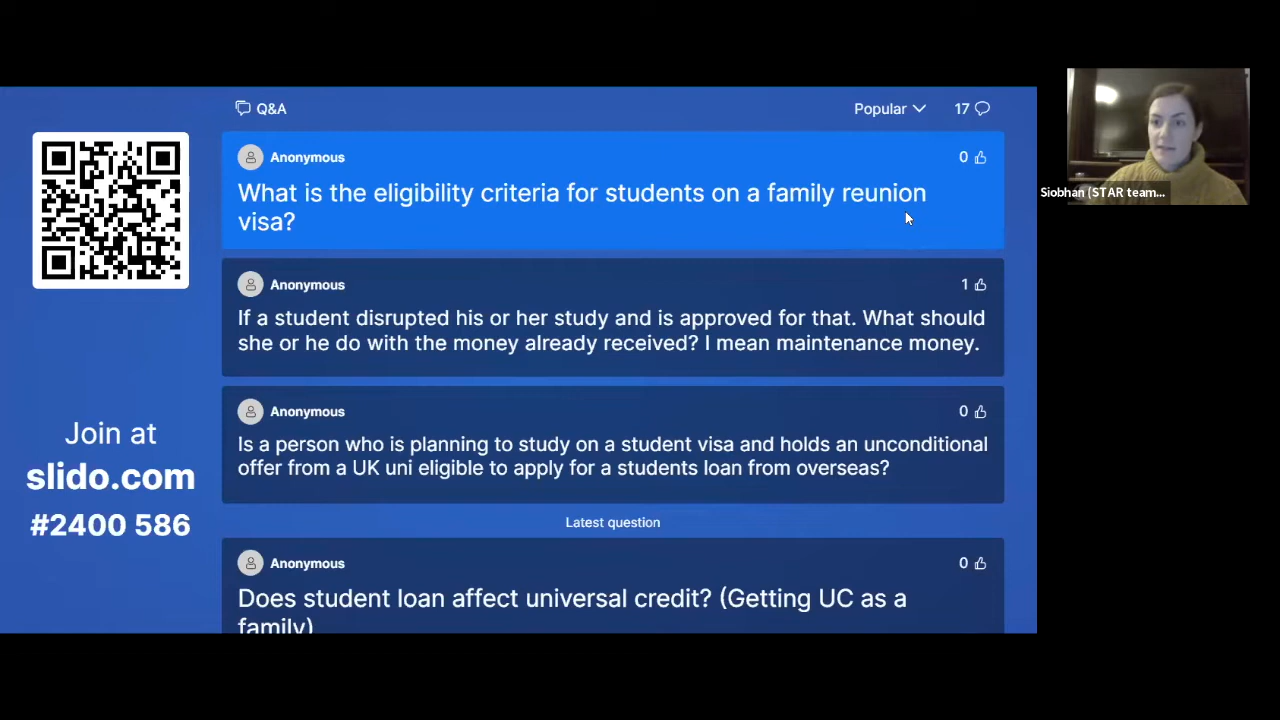 Q&A
Popular
17
Anonymous
0
What is the eligibility criteria for students on a family reunion
visa?
Anonymous
1
If a student disrupted his or her study and is approved for that. What should
she or he do with the money already received? I mean maintenance money.
Anonymous
0
Is a person who is planning to study on a student visa and holds an unconditional
offer from a UK uni eligible to apply for a students loan from overseas?
Latest question
Anonymous
0
Does student loan affect universal credit? (Getting UC as a
family)
Join at
slido.com
#2400 586
Siobhan (STAR team...